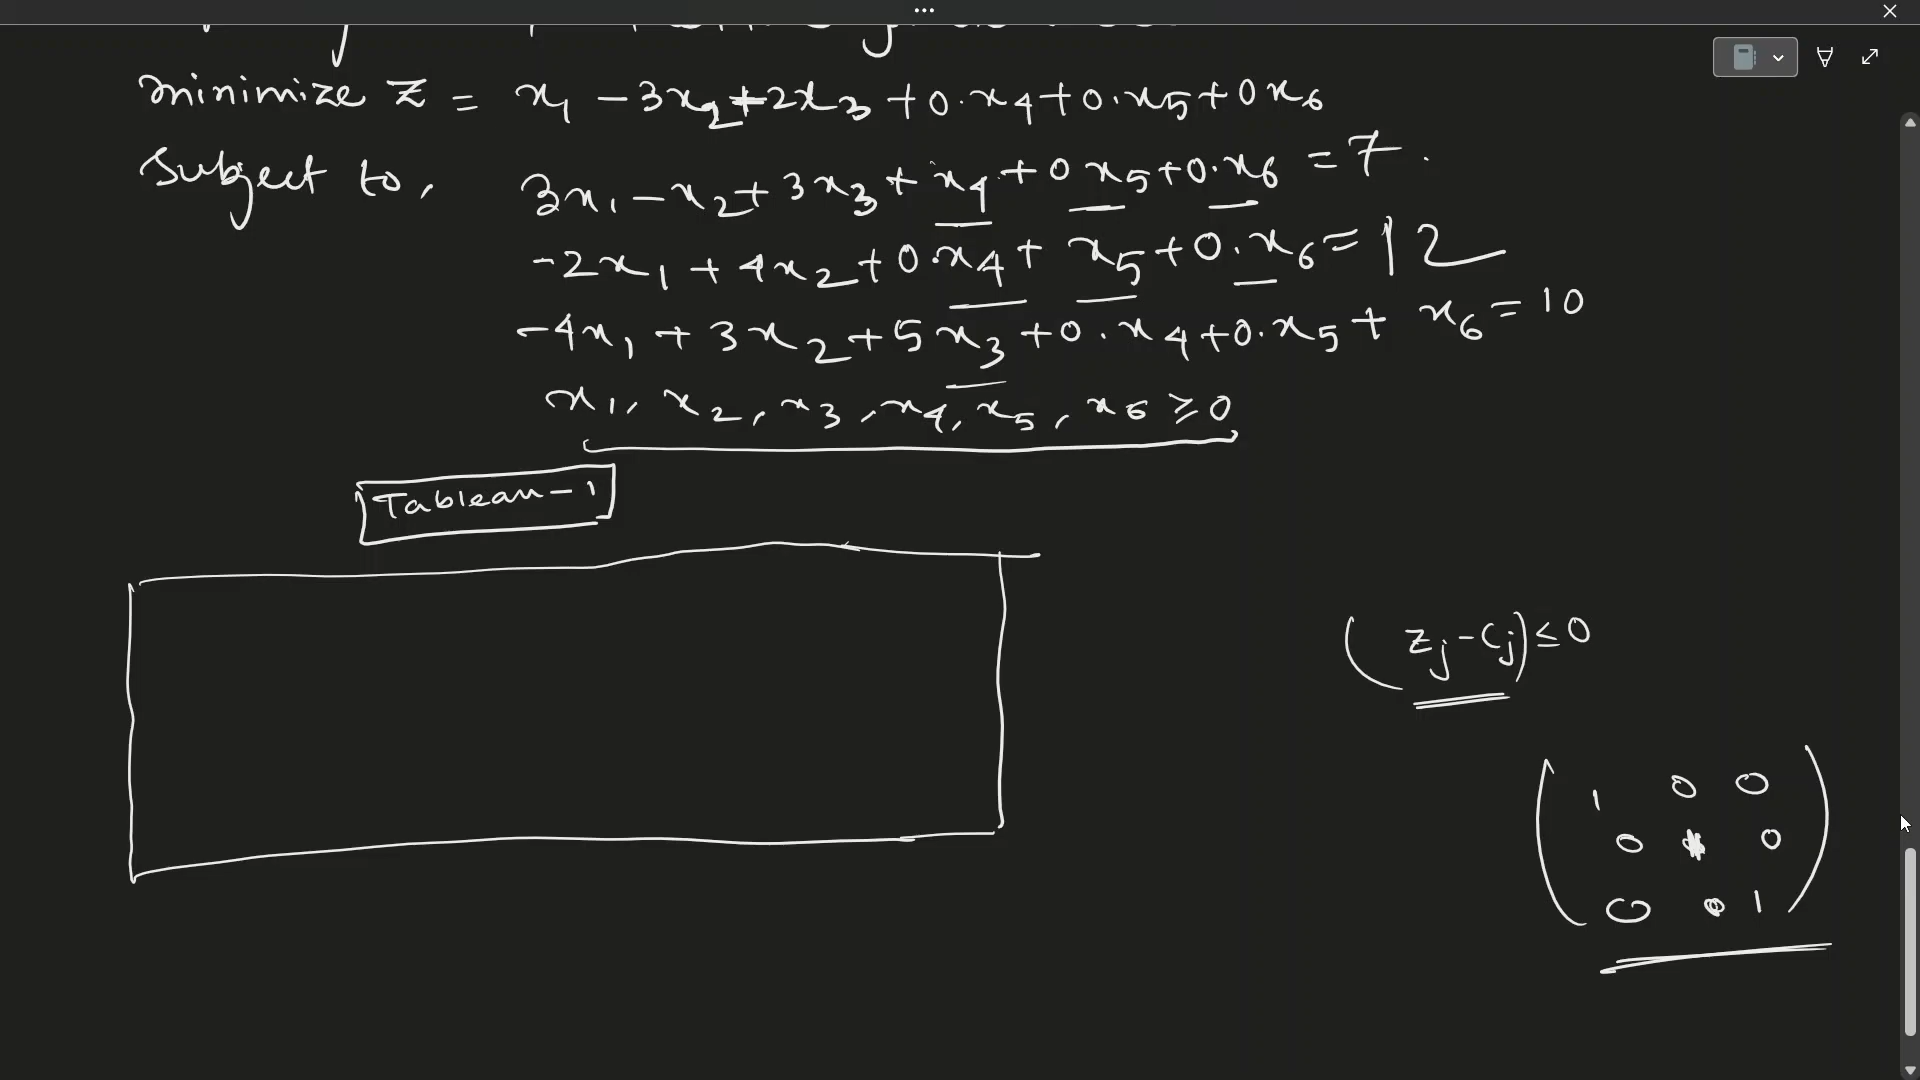 minimize Z = x₁ - 3x₂ + 2x₃ + 0·x₄ + 0·x₅ + 0x₆
Subject to, 3x₁ - x₂ + 3x₃ + x₄ + 0x₅ + 0·x₆ = 7
-2x₁ + 4x₂ + 0·x₄ + x₅ + 0·x₆ = 12
-4x₁ + 3x₂ + 5x₃ + 0·x₄ + 0·x₅ + x₆ = 10
x₁, x₂, x₃, x₄, x₅, x₆ ≥ 0
Tableau-1
(Zj - Cj) ≤ 0
1 0 0
0 0
0 0 1